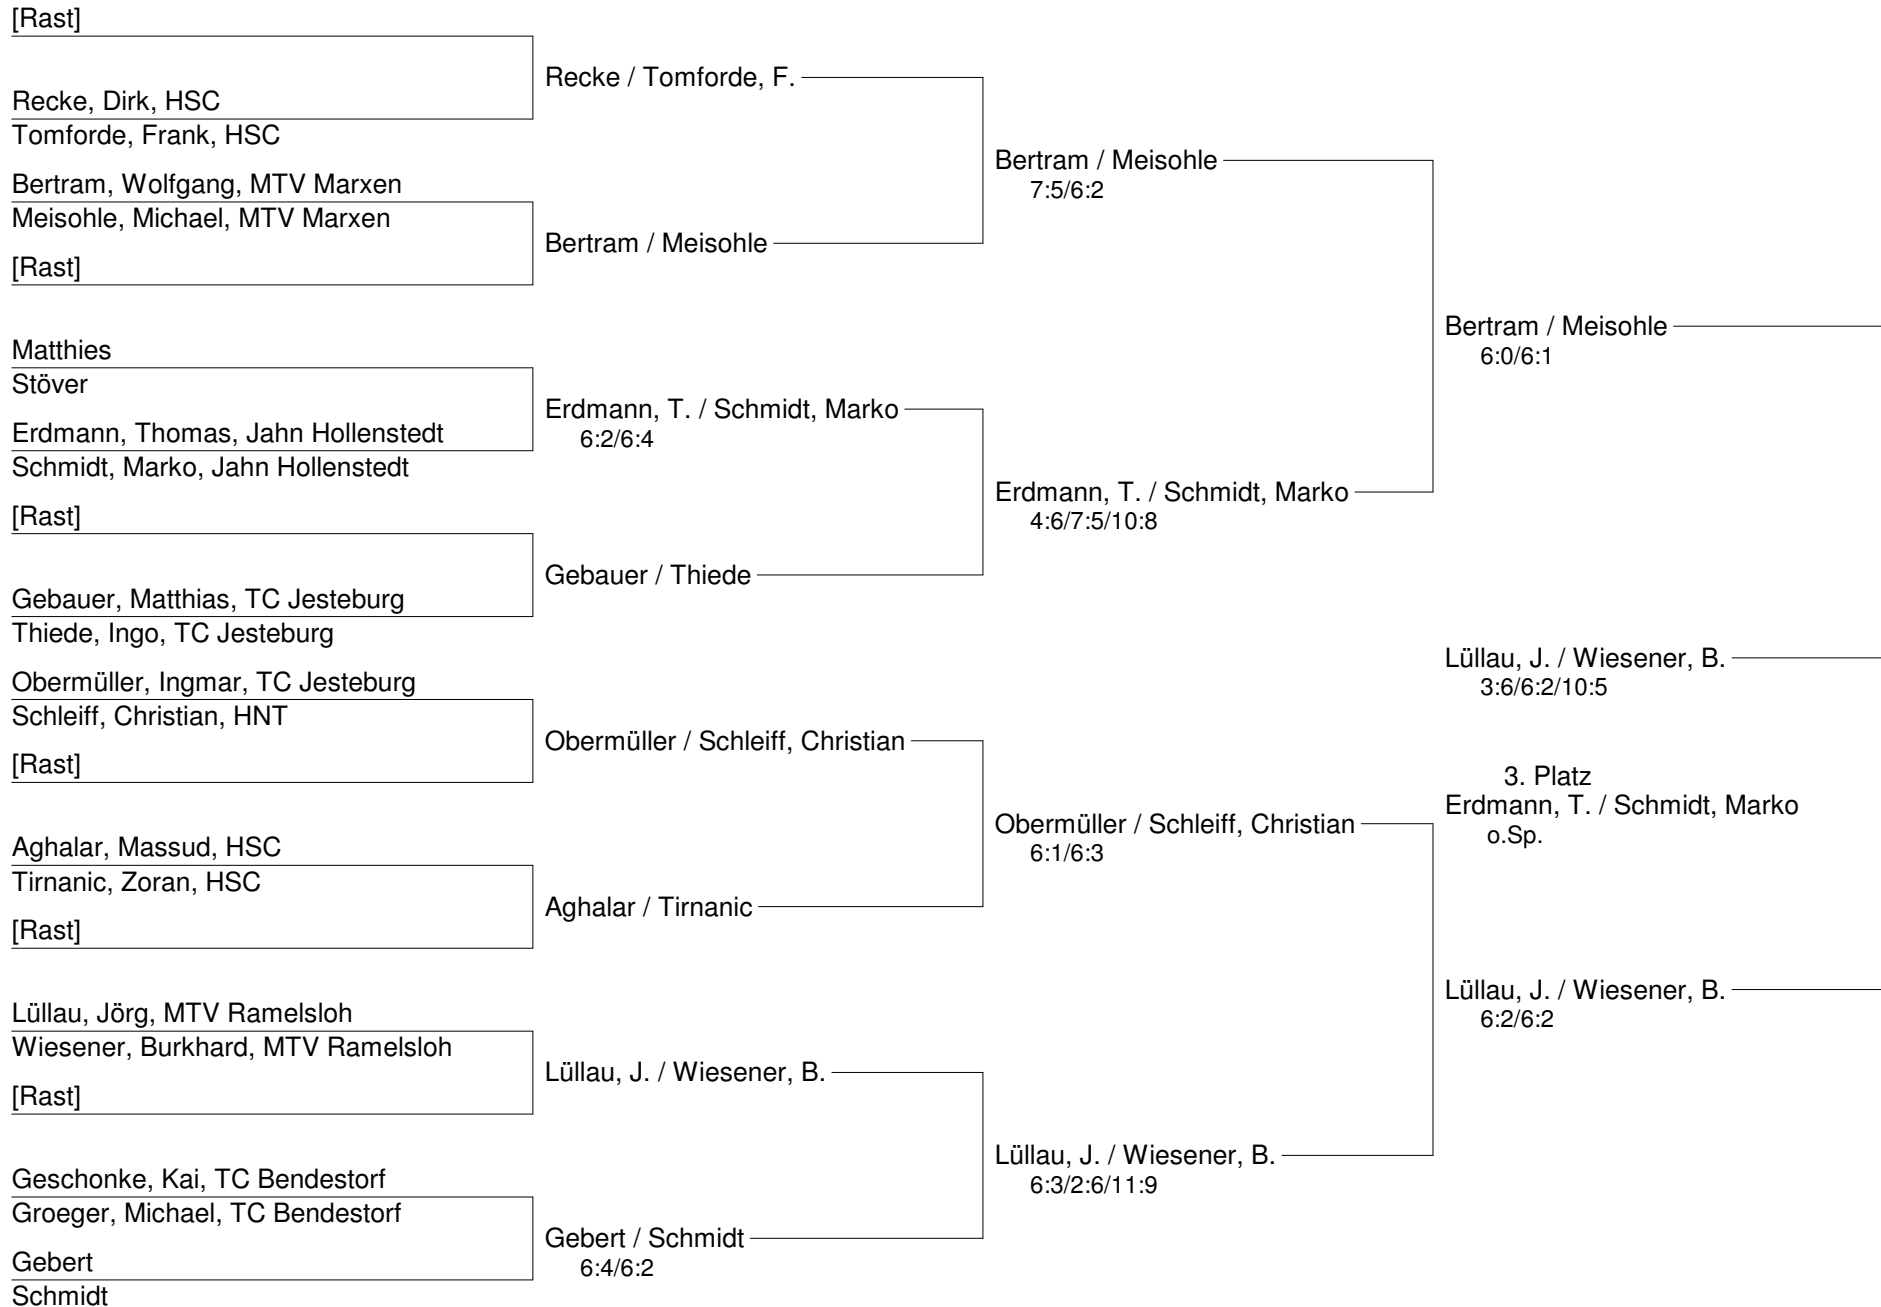 [Rast]
Recke, Dirk, HSC
Tomforde, Frank, HSC
Bertram, Wolfgang, MTV Marxen
Meisohle, Michael, MTV Marxen
[Rast]
Matthies
Stöver
Erdmann, Thomas, Jahn Hollenstedt
Schmidt, Marko, Jahn Hollenstedt
[Rast]
Gebauer, Matthias, TC Jesteburg
Thiede, Ingo, TC Jesteburg
Obermüller, Ingmar, TC Jesteburg
Schleiff, Christian, HNT
[Rast]
Aghalar, Massud, HSC
Tirnanic, Zoran, HSC
[Rast]
Lüllau, Jörg, MTV Ramelsloh
Wiesener, Burkhard, MTV Ramelsloh
[Rast]
Geschonke, Kai, TC Bendestorf
Groeger, Michael, TC Bendestorf
Gebert
Schmidt
Recke / Tomforde, F.
Bertram / Meisohle
Erdmann, T. / Schmidt, Marko
6:2/6:4
Gebauer / Thiede
Obermüller / Schleiff, Christian
Aghalar / Tirnanic
Lüllau, J. / Wiesener, B.
Gebert / Schmidt
6:4/6:2
Bertram / Meisohle
7:5/6:2
Erdmann, T. / Schmidt, Marko
4:6/7:5/10:8
Obermüller / Schleiff, Christian
6:1/6:3
Lüllau, J. / Wiesener, B.
6:3/2:6/11:9
Bertram / Meisohle
6:0/6:1
Lüllau, J. / Wiesener, B.
3:6/6:2/10:5
3. Platz
Erdmann, T. / Schmidt, Marko
o.Sp.
Lüllau, J. / Wiesener, B.
6:2/6:2